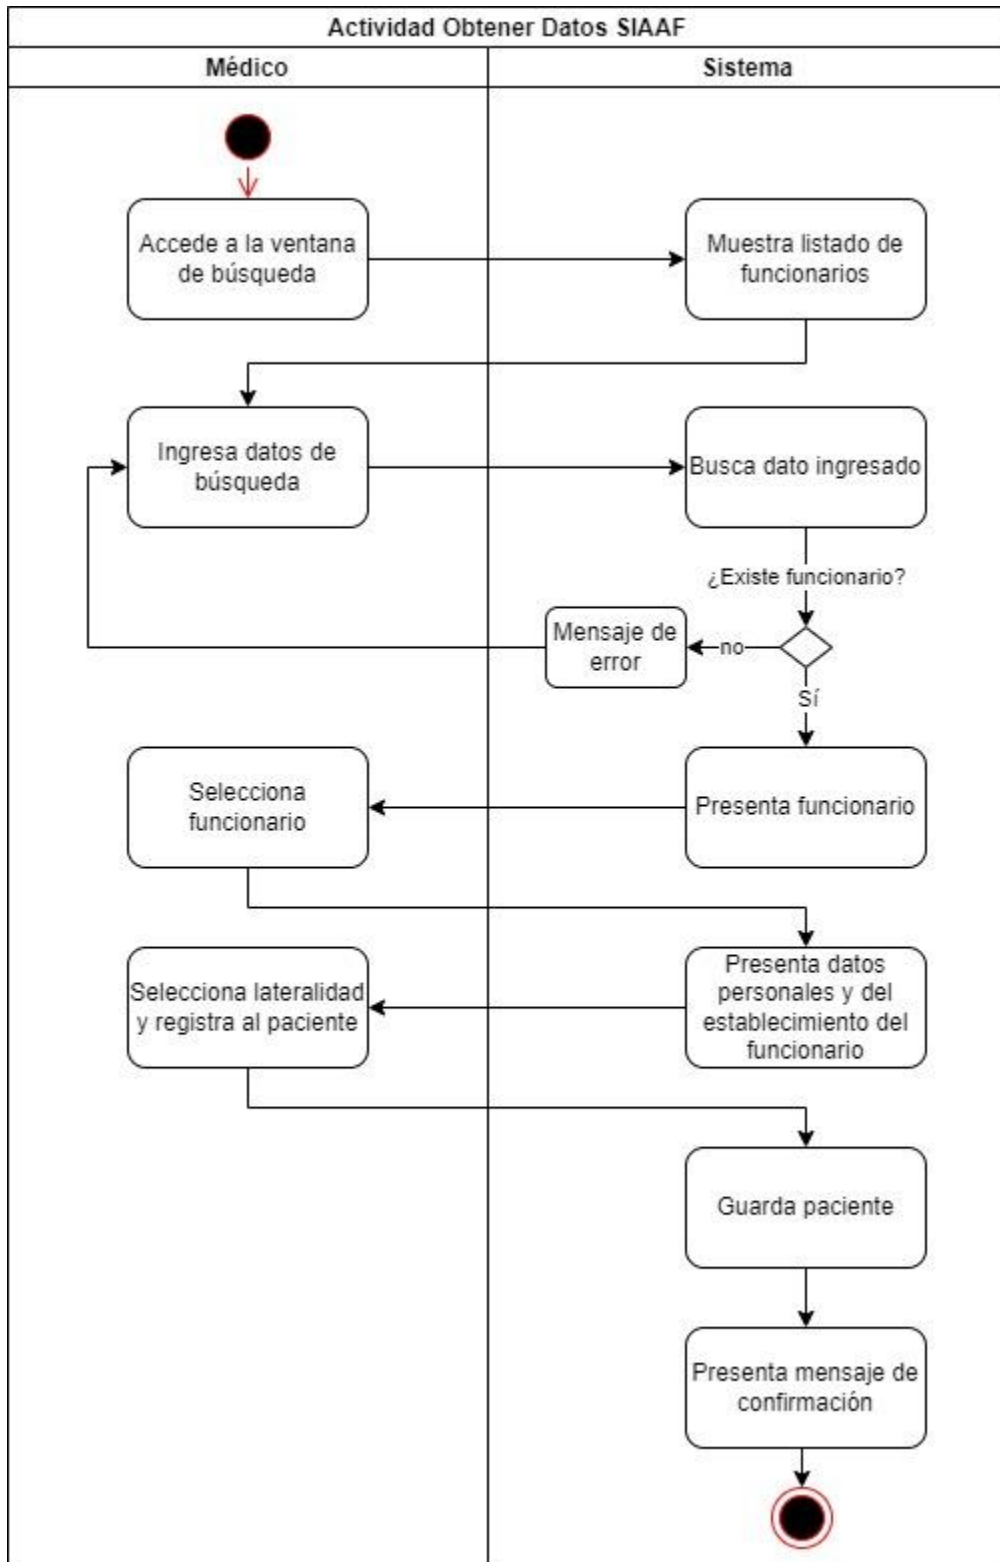 Actividad Obtener Datos SIAAF
Médico
Sistema
Accede a la ventana
de búsqueda
Muestra listado de
funcionarios
Ingresa datos de
búsqueda
Busca dato ingresado
¿Existe funcionario?
Mensaje de
error
no
Sí
Selecciona
funcionario
Presenta funcionario
Selecciona lateralidad
y registra al paciente
Presenta datos
personales y del
establecimiento del
funcionario
Guarda paciente
Presenta mensaje de
confirmación